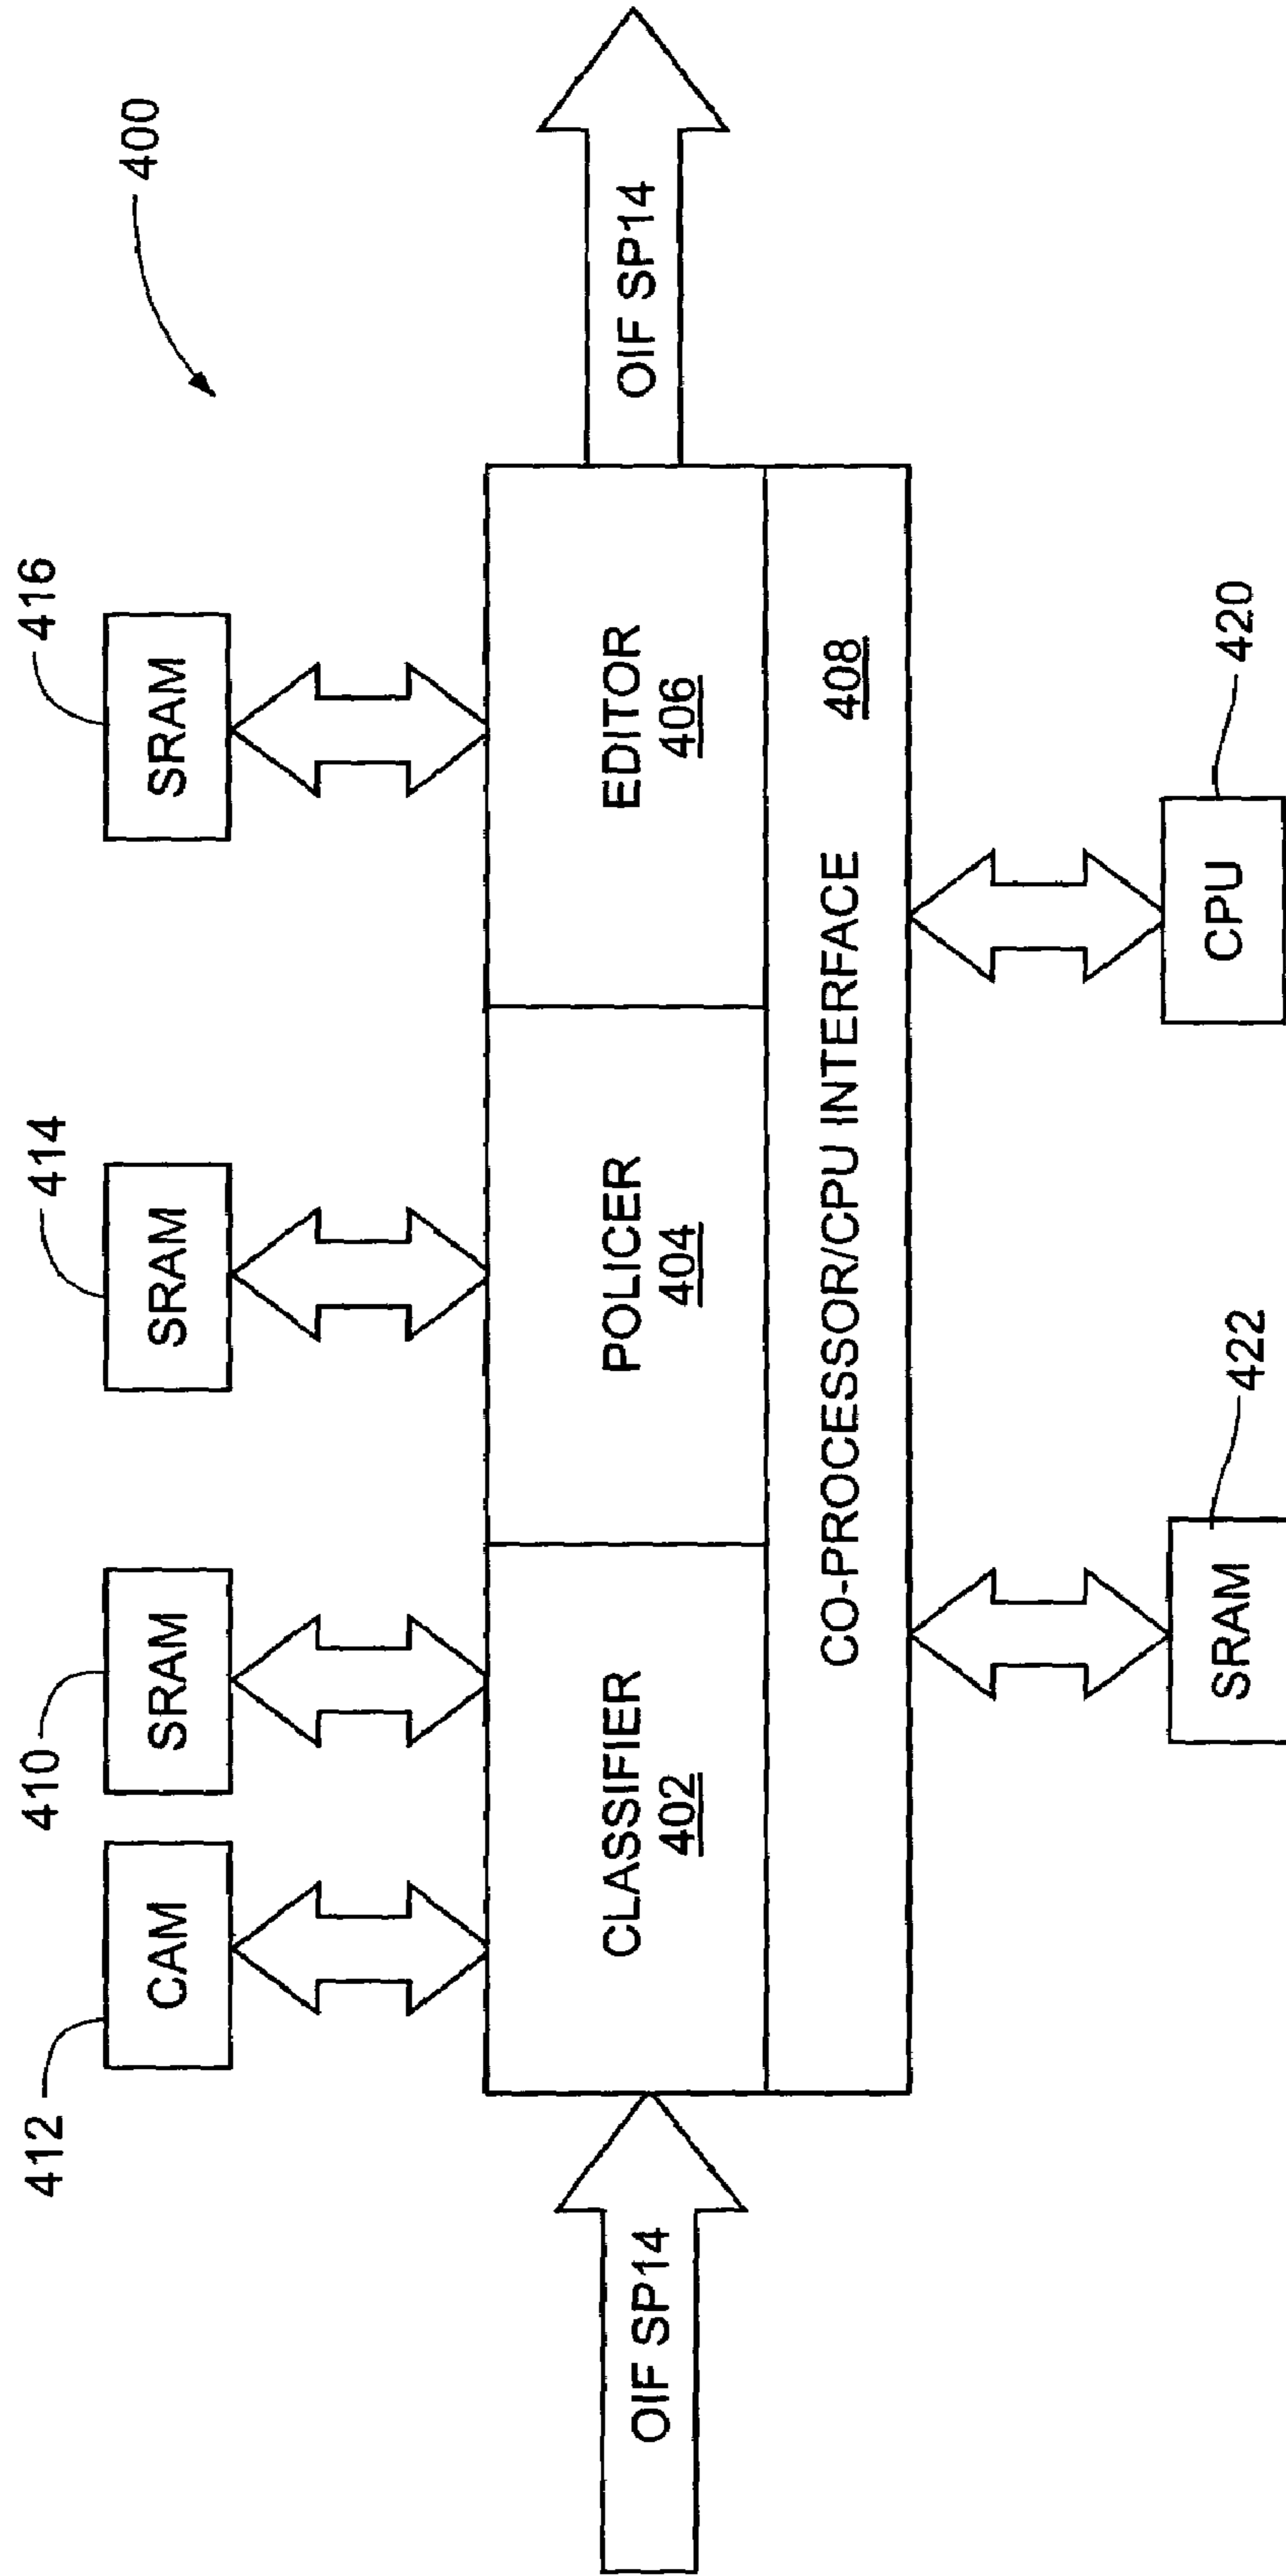 400
412
410
414
416
CAM
SRAM
SRAM
SRAM
OIF SP14
CLASSIFIER
402
POLICER
404
EDITOR
406
OIF SP14
CO-PROCESSOR/CPU INTERFACE
408
SRAM
422
CPU
420